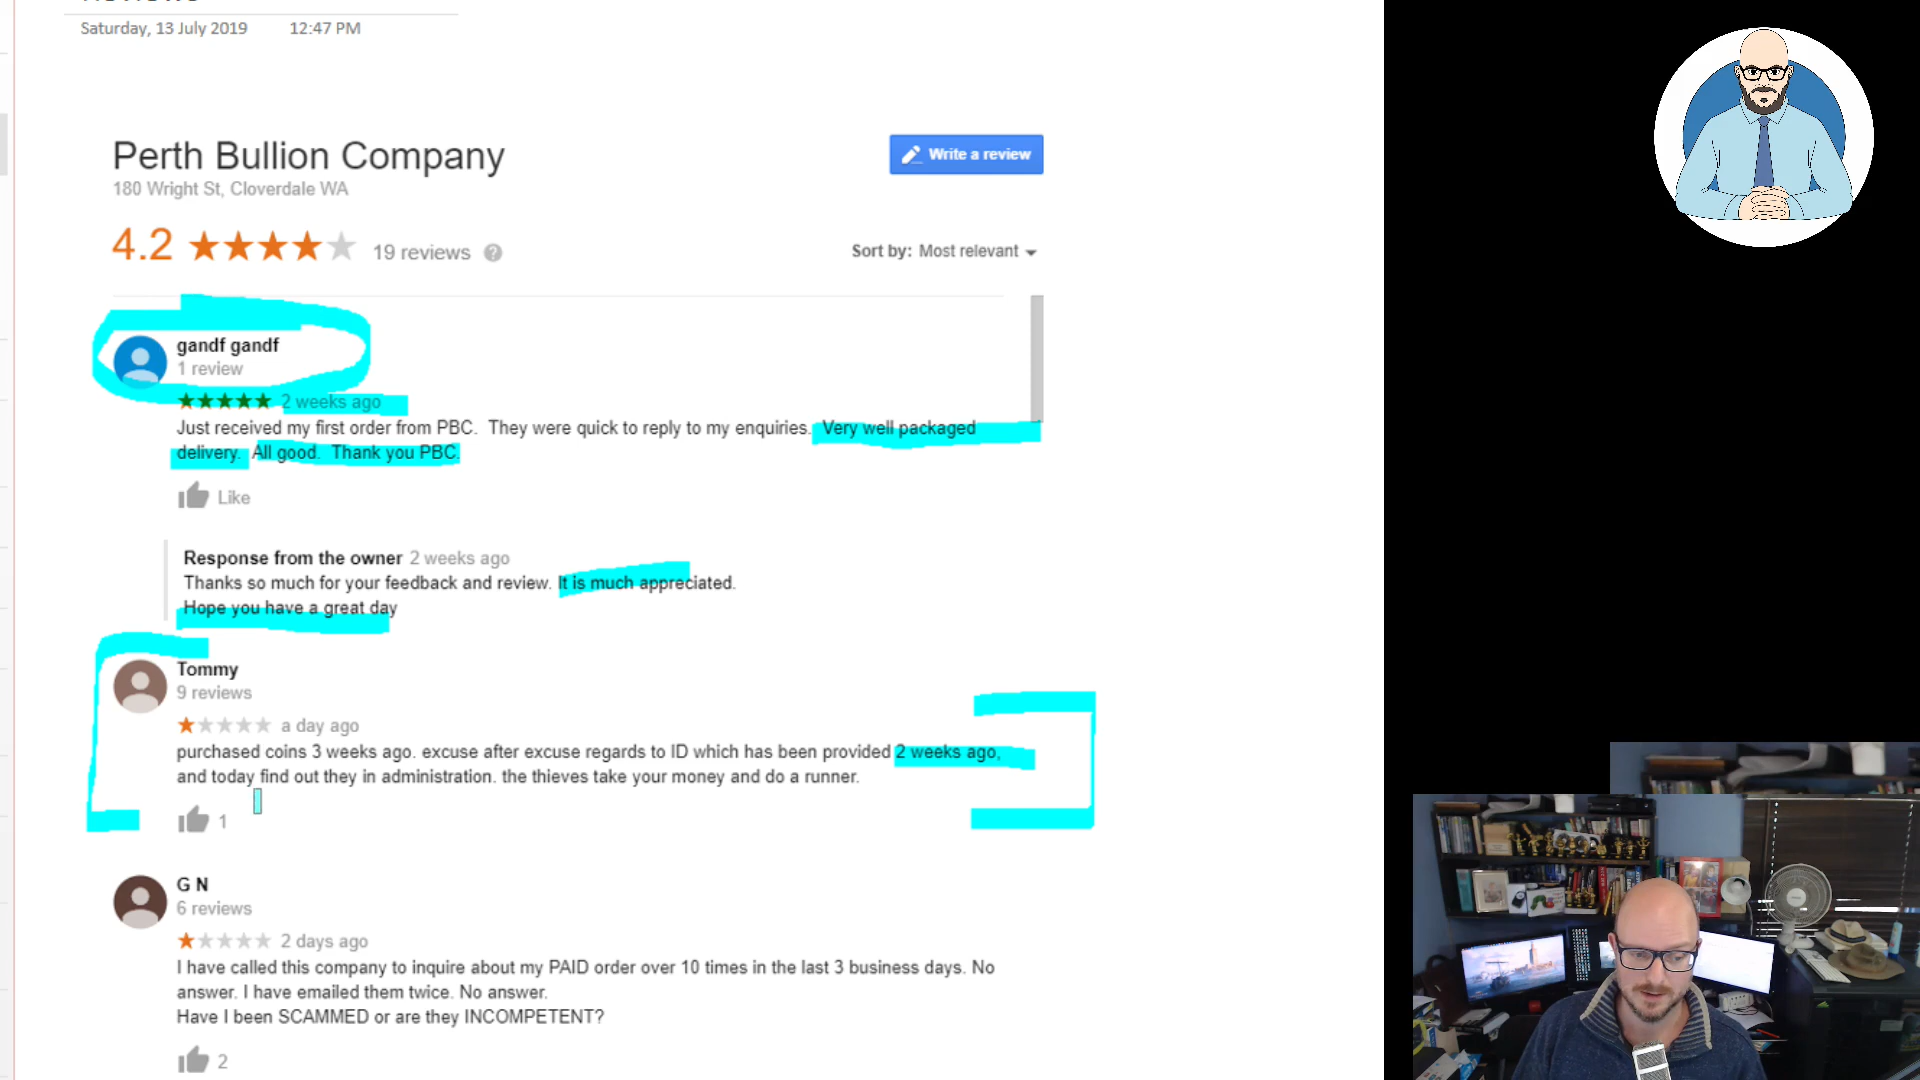 Saturday, 13 July 2019 12:47 PM
Perth Bullion Company
Write a review
180 Wright St, Cloverdale WA
4.2 19 reviews ?
Sort by: Most relevant
gandf gandf
1 review
2 weeks ago
Just received my first order from PBC. They were quick to reply to my enquiries. Very well packaged
delivery. All good. Thank you PBC.
Like
Response from the owner 2 weeks ago
Thanks so much for your feedback and review. It is much appreciated.
Hope you have a great day
Tommy
9 reviews
a day ago
purchased coins 3 weeks ago. excuse after excuse regards to ID which has been provided 2 weeks ago,
and today find out they in administration. the thieves take your money and do a runner.
1
G N
6 reviews
2 days ago
I have called this company to inquire about my PAID order over 10 times in the last 3 business days. No
answer. I have emailed them twice. No answer.
Have I been SCAMMED or are they INCOMPETENT?
2